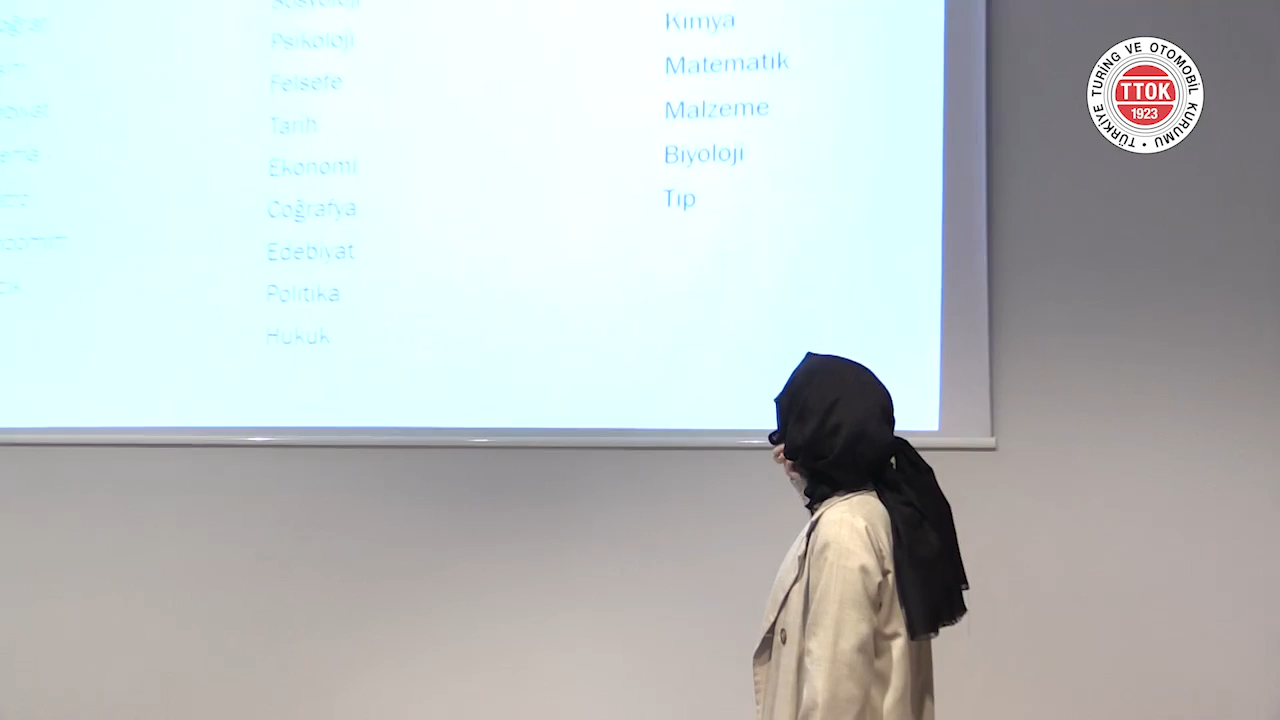 Sosyoloji
Psikoloji
Felsefe
Tarih
Ekonomi
Coğrafya
Edebiyat
Politika
Hukuk
Kimya
Matematik
Malzeme
Biyoloji
Tıp
TÜRKİYE TURİNG VE OTOMOBİL KURUMU
TTOK
1923